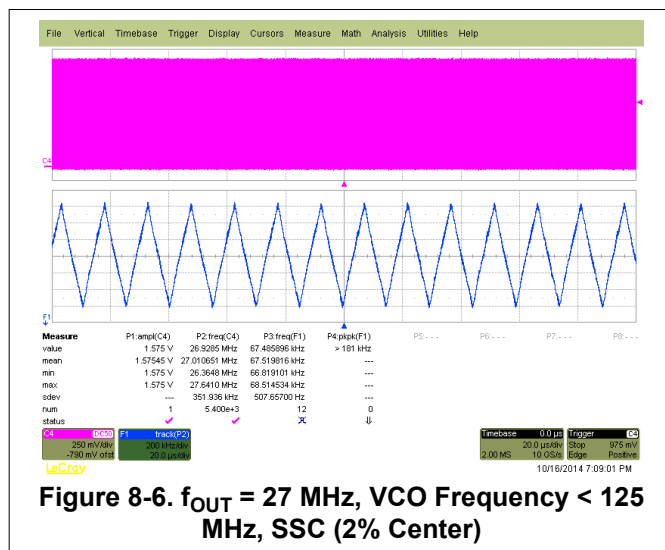 File Vertical Timebase Trigger Display Cursors Measure Math Analysis Utilities Help
C4
F1
Measure P1:ampl(C4) P2:freq(C4) P3:freq(F1) P4:pkpk(F1) P5:- - - P6:- - - P7:- - - P8:- - -
value 1.575 V 26.9285 MHz 67.485896 kHz > 181 kHz
mean 1.57545 V 27.010651 MHz 67.519816 kHz ---
min 1.575 V 26.3648 MHz 66.819101 kHz ---
max 1.575 V 27.6410 MHz 68.514534 kHz ---
sdev --- 351.936 kHz 507.65700 Hz ---
num 1 5.400e+3 12 0
status
C4 DC50 F1 track(P2) Timebase 0.0 µs Trigger C4
250 mV/div 200 kHz/div 20.0 µs/div Stop 975 mV
-790 mV ofst 20.0 µs/div 2.00 MS 10 GS/s Edge Positive
LeCroy 10/16/2014 7:09:01 PM
Figure 8-6. fOUT = 27 MHz, VCO Frequency < 125
MHz, SSC (2% Center)